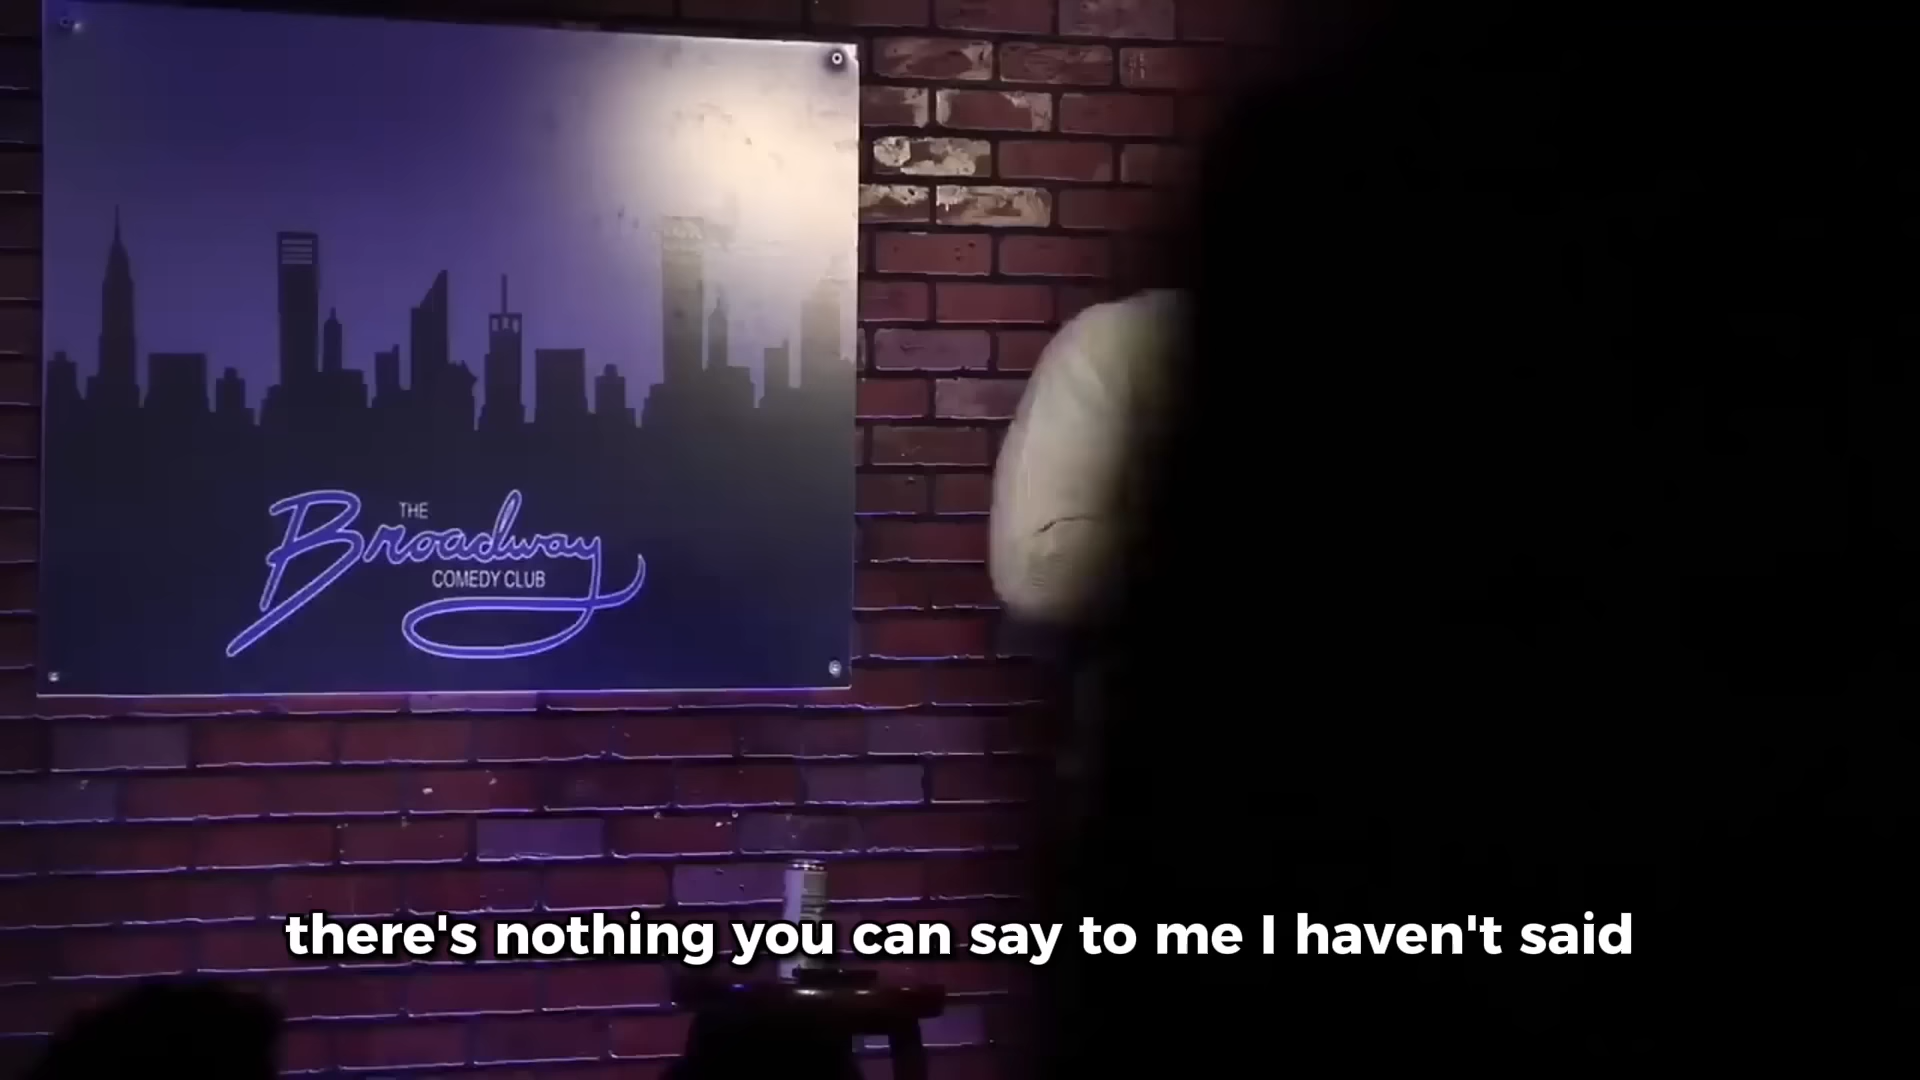 THE
Broadway
COMEDY CLUB
there's nothing you can say to me I haven't said